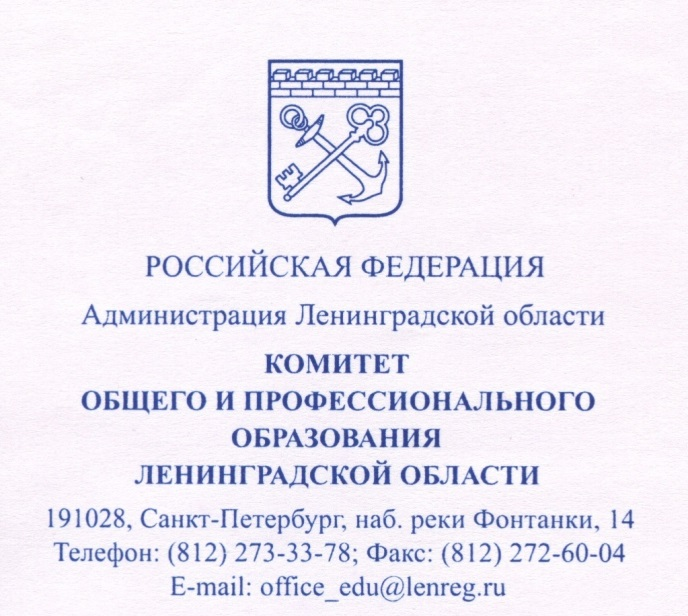 РОССИЙСКАЯ ФЕДЕРАЦИЯ
Администрация Ленинградской области
КОМИТЕТ
ОБЩЕГО И ПРОФЕССИОНАЛЬНОГО
ОБРАЗОВАНИЯ
ЛЕНИНГРАДСКОЙ ОБЛАСТИ
191028, Санкт-Петербург, наб. реки Фонтанки, 14
Телефон: (812) 273-33-78; Факс: (812) 272-60-04
E-mail: office_edu@lenreg.ru